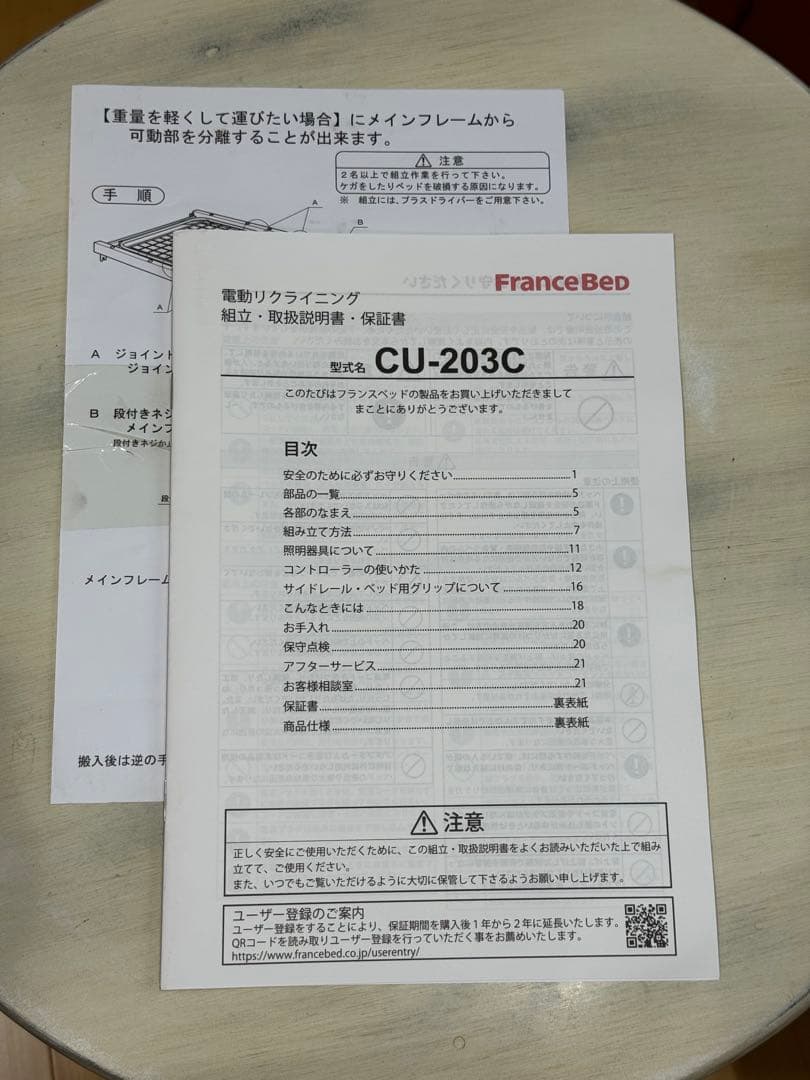 【重量を軽くして運びたい場合】にメインフレームから
可動部を分離することが出来ます。
注意
2名以上で組立作業を行って下さい。
ケガをしたりベッドを破損する原因になります。
※ 組立には、プラスドライバーをご用意下さい。
手順
A
B
A
A ジョイント
ジョイン
B 段付きネジ
メインフ
段付きネジか
段
メインフレーム
搬入後は逆の手
FRANCEBED
電動リクライニング
組立・取扱説明書・保証書
型式名 CU-203C
このたびはフランスベッドの製品をお買い上げいただきまして
まことにありがとうございます。
目次
安全のために必ずお守りください........................1
部品の一覧........................5
各部のなまえ........................5
組み立て方法........................7
照明器具について........................11
コントローラーの使いかた........................12
サイドレール・ベッド用グリップについて........................16
こんなときには........................18
お手入れ........................20
保守点検........................20
アフターサービス........................21
お客様相談室........................21
保証書........................裏表紙
商品仕様........................裏表紙
注意
正しく安全にご使用いただくために、この組立・取扱説明書をよくお読みいただいた上で組み
立てて、ご使用ください。
また、いつでもご覧いただけるように大切に保管して下さるようお願い申し上げます。
ユーザー登録のご案内
ユーザー登録をすることにより、保証期間を購入後1年から2年に延長いたします。
QRコードを読み取りユーザー登録を行っていただく事をお薦めいたします。
https://www.francebed.co.jp/userentry/